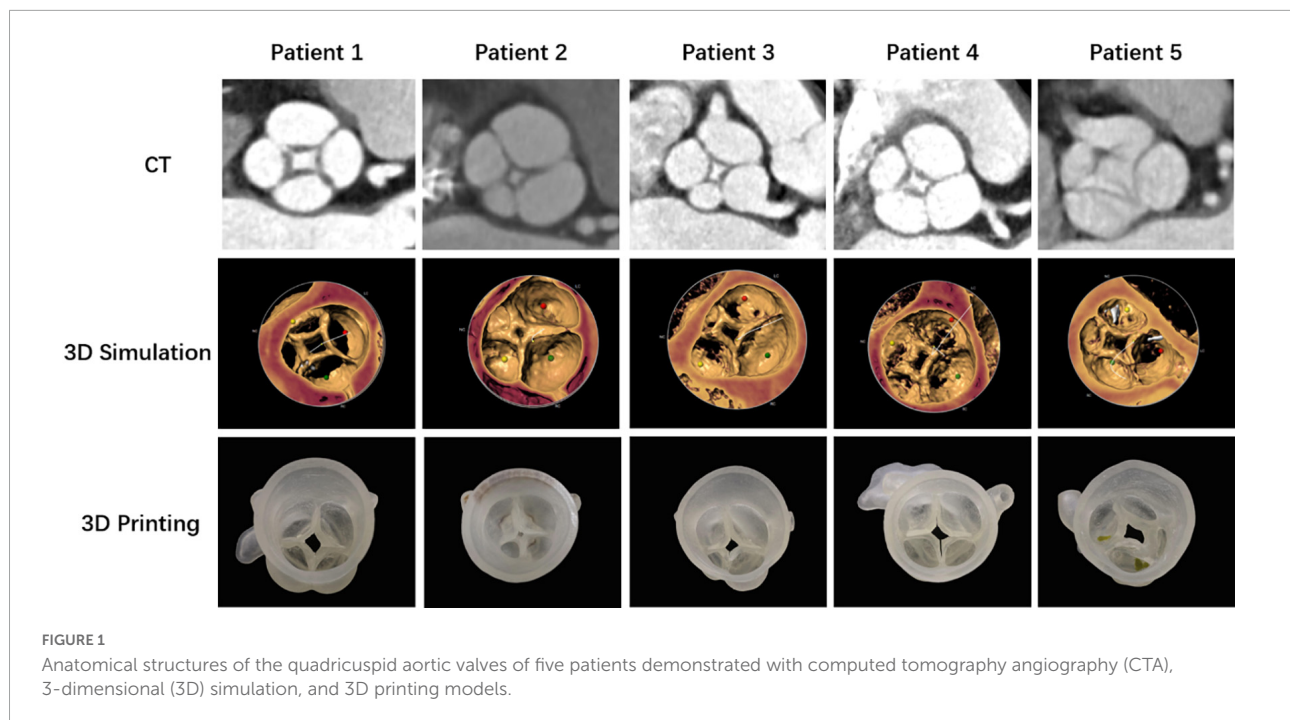 Patient 1 Patient 2 Patient 3 Patient 4 Patient 5
CT
3D Simulation
3D Printing
FIGURE 1
Anatomical structures of the quadricuspid aortic valves of five patients demonstrated with computed tomography angiography (CTA),
3-dimensional (3D) simulation, and 3D printing models.